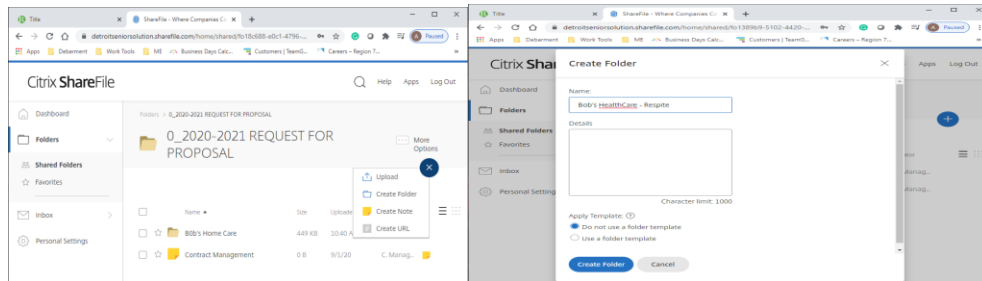 Title
ShareFile - Where Companies Co
detroitseniorsolution.sharefile.com/home/shared/fo18c688-e0c1-4796-...
Paused
Apps Debarment Work Tools ME Business Days Calc... Customers | TeamG... Careers – Region 7...
Citrix ShareFile
Help Apps Log Out
Dashboard
Folders
Shared Folders
Favorites
Inbox
Personal Settings
Folders > 0_2020-2021 REQUEST FOR PROPOSAL
0_2020-2021 REQUEST FOR
PROPOSAL
More
Options
Upload
Create Folder
Create Note
Create URL
Name Size Uploade
B0b's Home Care 449 KB 10:40 A
Contract Management 0 B 9/1/20 C. Manag...
Title
ShareFile - Where Companies Co
detroitseniorsolution.sharefile.com/home/shared/fo1389b9-5102-4420-...
Paused
Apps Debarment Work Tools ME Business Days Calc... Customers | TeamG... Careers – Region 7...
Citrix Shar
Apps Log Out
Dashboard
Folders
Shared Folders
Favorites
Inbox
Personal Setting
Create Folder
Name:
Bob's HealthCare - Respite
Details
Character limit: 1000
Apply Template:
Do not use a folder template
Use a folder template
Create Folder Cancel